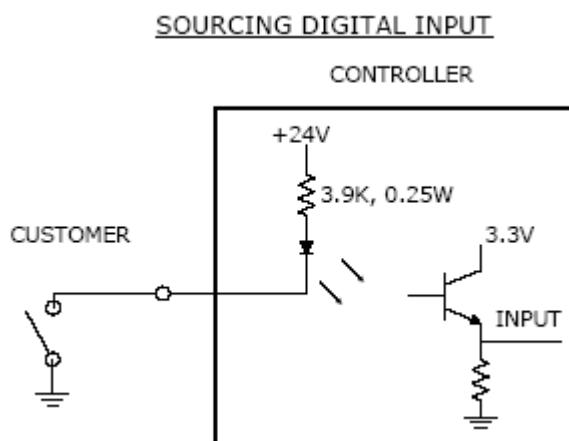 SOURCING DIGITAL INPUT
CONTROLLER
+24V
3.9K, 0.25W
CUSTOMER
3.3V
INPUT